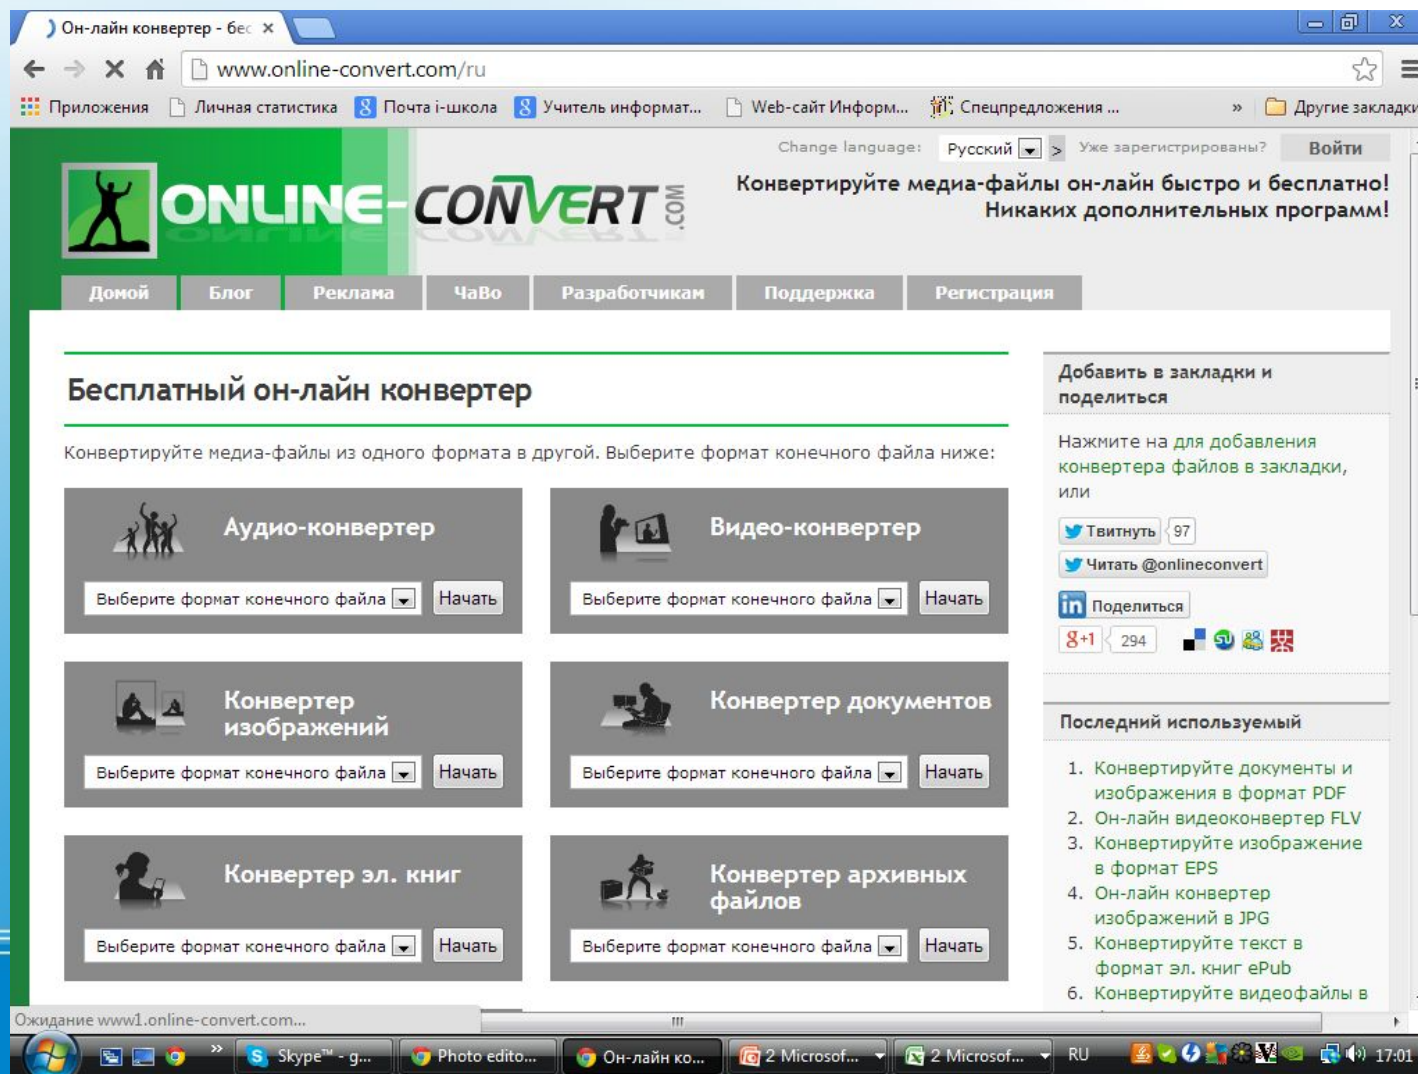 Он-лайн конвертер - бес
www.online-convert.com/ru
Приложения Личная статистика Почта i-школа Учитель информат... Web-сайт Информ... Спецпредложения ... » Другие закладки
Change language: Русский > Уже зарегистрированы? Войти
ONLINE-CONVERT.COM
Конвертируйте медиа-файлы он-лайн быстро и бесплатно!
Никаких дополнительных программ!
Домой Блог Реклама ЧаВо Разработчикам Поддержка Регистрация
Бесплатный он-лайн конвертер
Конвертируйте медиа-файлы из одного формата в другой. Выберите формат конечного файла ниже:
Аудио-конвертер
Выберите формат конечного файла Начать
Видео-конвертер
Выберите формат конечного файла Начать
Конвертер
изображений
Выберите формат конечного файла Начать
Конвертер документов
Выберите формат конечного файла Начать
Конвертер эл. книг
Выберите формат конечного файла Начать
Конвертер архивных
файлов
Выберите формат конечного файла Начать
Добавить в закладки и
поделиться
Нажмите на для добавления
конвертера файлов в закладки,
или
Твитнуть 97
Читать @onlineconvert
in Поделиться
g+1 294
Последний используемый
1. Конвертируйте документы и
изображения в формат PDF
2. Он-лайн видеоконвертер FLV
3. Конвертируйте изображение
в формат EPS
4. Он-лайн конвертер
изображений в JPG
5. Конвертируйте текст в
формат эл. книг ePub
6. Конвертируйте видеофайлы в
Ожидание www1.online-convert.com...
» Skype™ - g... Photo edito... Он-лайн ко... 2 Microsof... 2 Microsof... RU 17:01